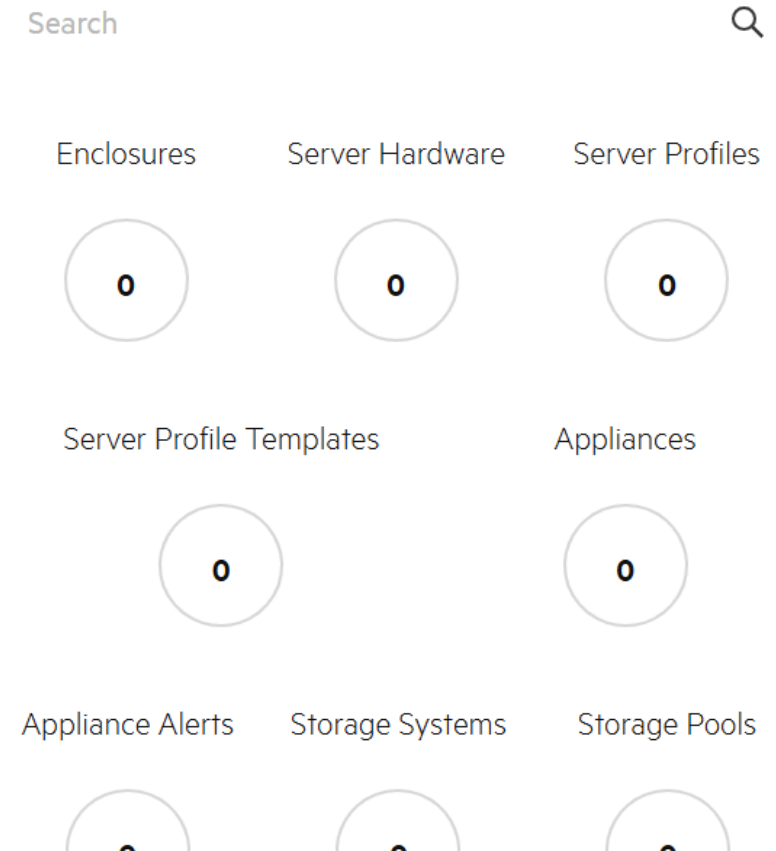 Search
Enclosures Server Hardware Server Profiles
0 0 0
Server Profile Templates Appliances
0 0
Appliance Alerts Storage Systems Storage Pools